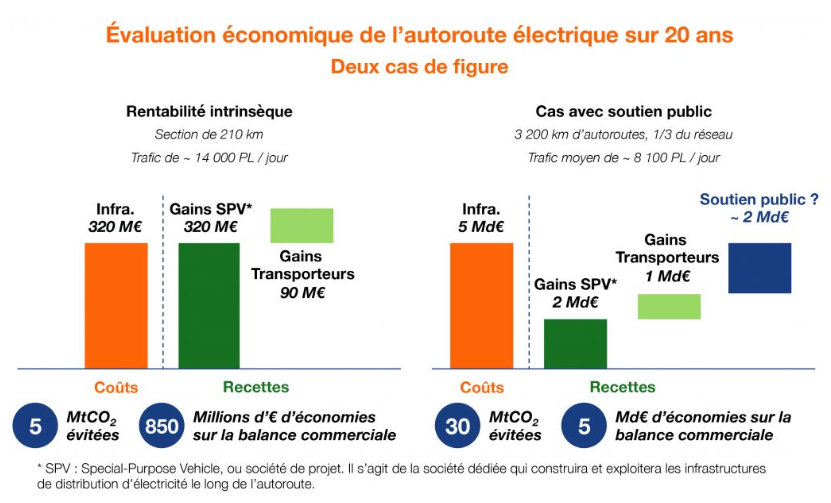 Évaluation économique de l’autoroute électrique sur 20 ans
Deux cas de figure
Rentabilité intrinsèque
Section de 210 km
Trafic de ~ 14 000 PL / jour
Infra.
320 M€
Gains SPV*
320 M€
Gains
Transporteurs
90 M€
Coûts
Recettes
5
MtCO₂
évitées
850
Millions d’€ d’économies
sur la balance commerciale
Cas avec soutien public
3 200 km d’autoroutes, 1/3 du réseau
Trafic moyen de ~ 8 100 PL / jour
Infra.
5 Md€
Gains SPV*
2 Md€
Gains
Transporteurs
1 Md€
Soutien public ?
~ 2 Md€
Coûts
Recettes
30
MtCO₂
évitées
5
Md€ d’économies sur la
balance commerciale
* SPV : Special-Purpose Vehicle, ou société de projet. Il s’agit de la société dédiée qui construira et exploitera les infrastructures
de distribution d’électricité le long de l’autoroute.